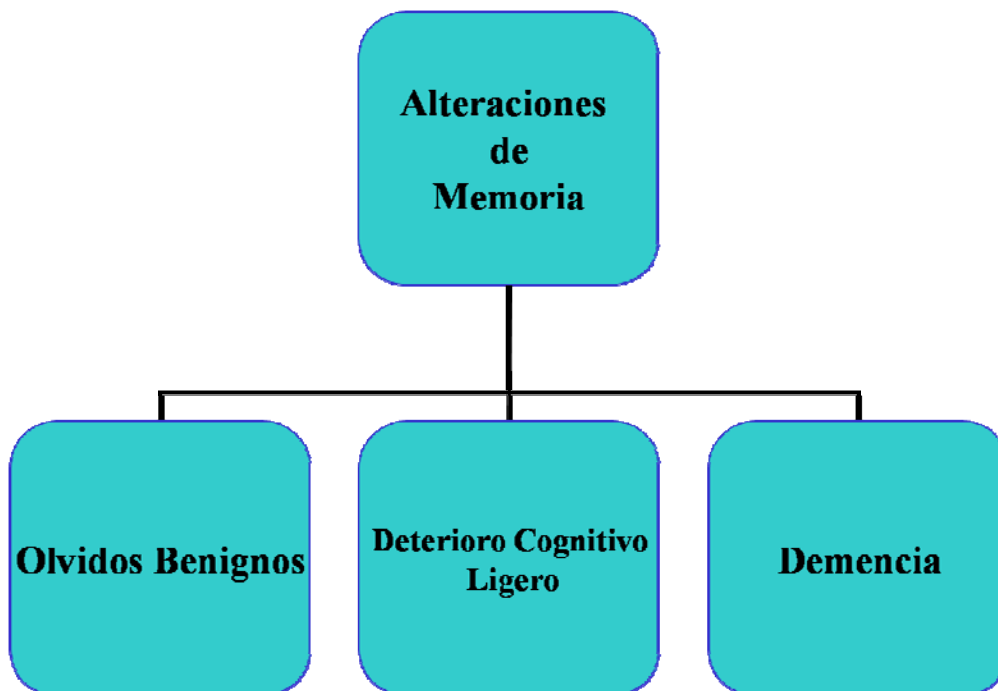 Alteraciones
de
Memoria
Olvidos Benignos
Deterioro Cognitivo
Ligero
Demencia